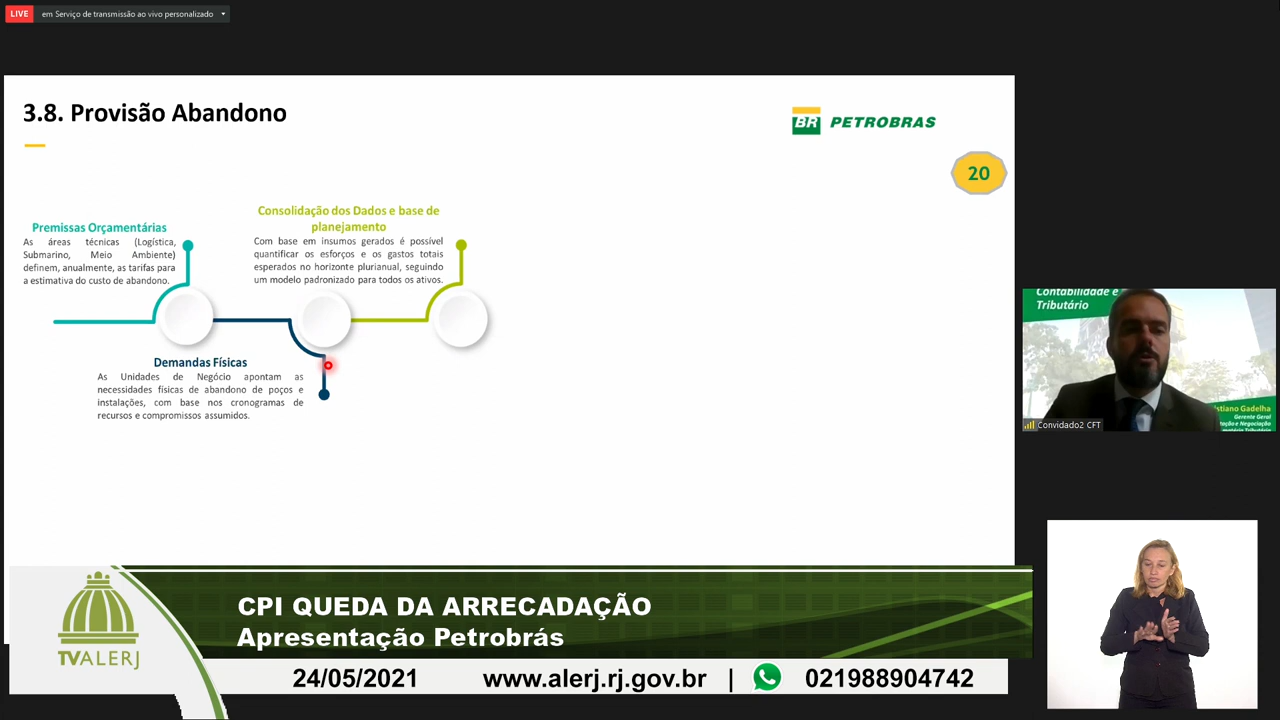 LIVE em Serviço de transmissão ao vivo personalizado
3.8. Provisão Abandono
BR PETROBRAS
20
Premissas Orçamentárias
As áreas técnicas (Logística,
Submarino, Meio Ambiente)
definem, anualmente, as tarifas para
a estimativa do custo de abandono.
Consolidação dos Dados e base de
planejamento
Com base em insumos gerados é possível
quantificar os esforços e os gastos totais
esperados no horizonte plurianual, seguindo
um modelo padronizado para todos os ativos.
Demandas Físicas
As Unidades de Negócio apontam as
necessidades físicas de abandono de poços e
instalações, com base nos cronogramas de
recursos e compromissos assumidos.
Contabilidade e
Tributário
Gadelha
Gerente Geral
e Negociação
Tributária
Convidado2 CFT
TVALERJ
CPI QUEDA DA ARRECADAÇÃO
Apresentação Petrobrás
24/05/2021 www.alerj.rj.gov.br | 021988904742